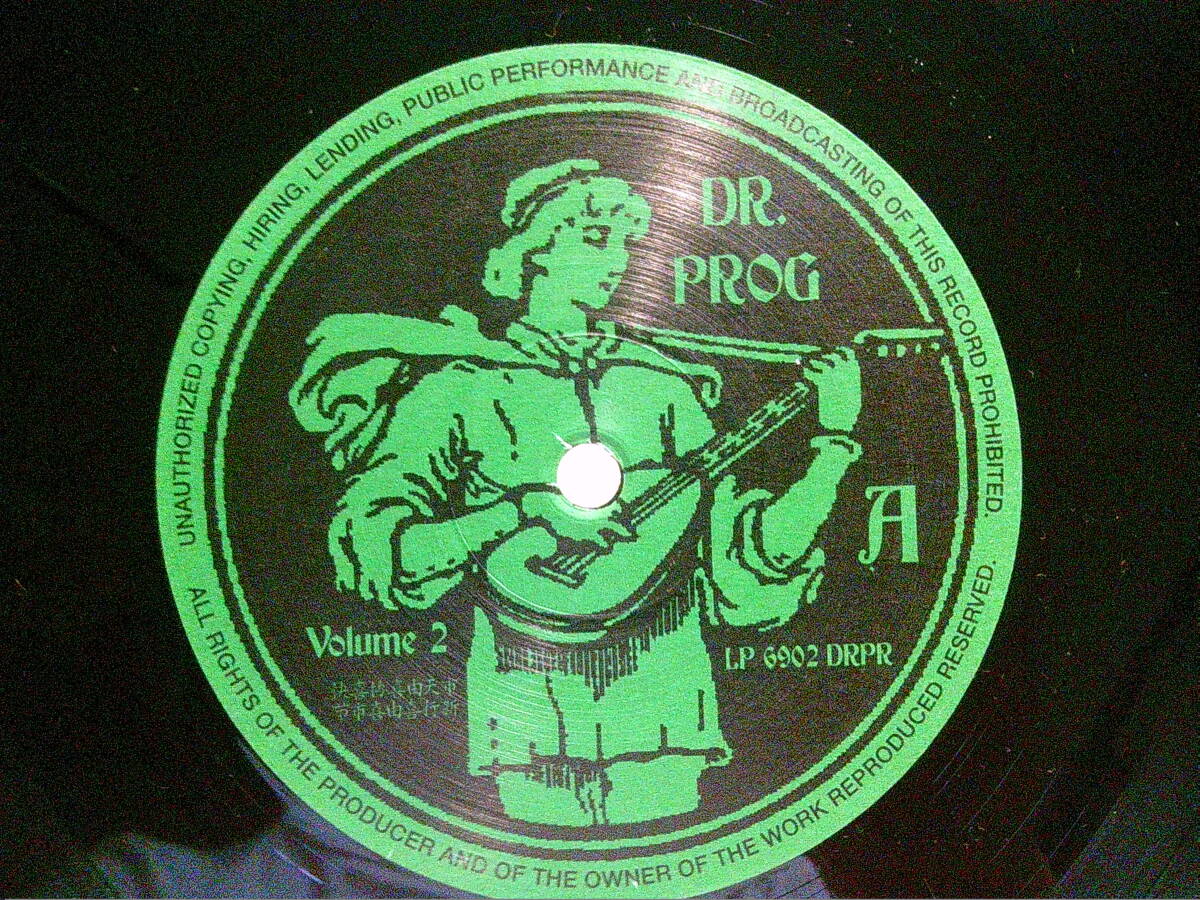 UNAUTHORIZED COPYING, HIRING, LENDING, PUBLIC PERFORMANCE AND BROADCASTING OF THIS RECORD PROHIBITED.
DR.
PROG
A
Volume 2
LP 6902 DRPR
ALL RIGHTS OF THE PRODUCER AND OF THE OWNER OF THE WORK REPRODUCED RESERVED.